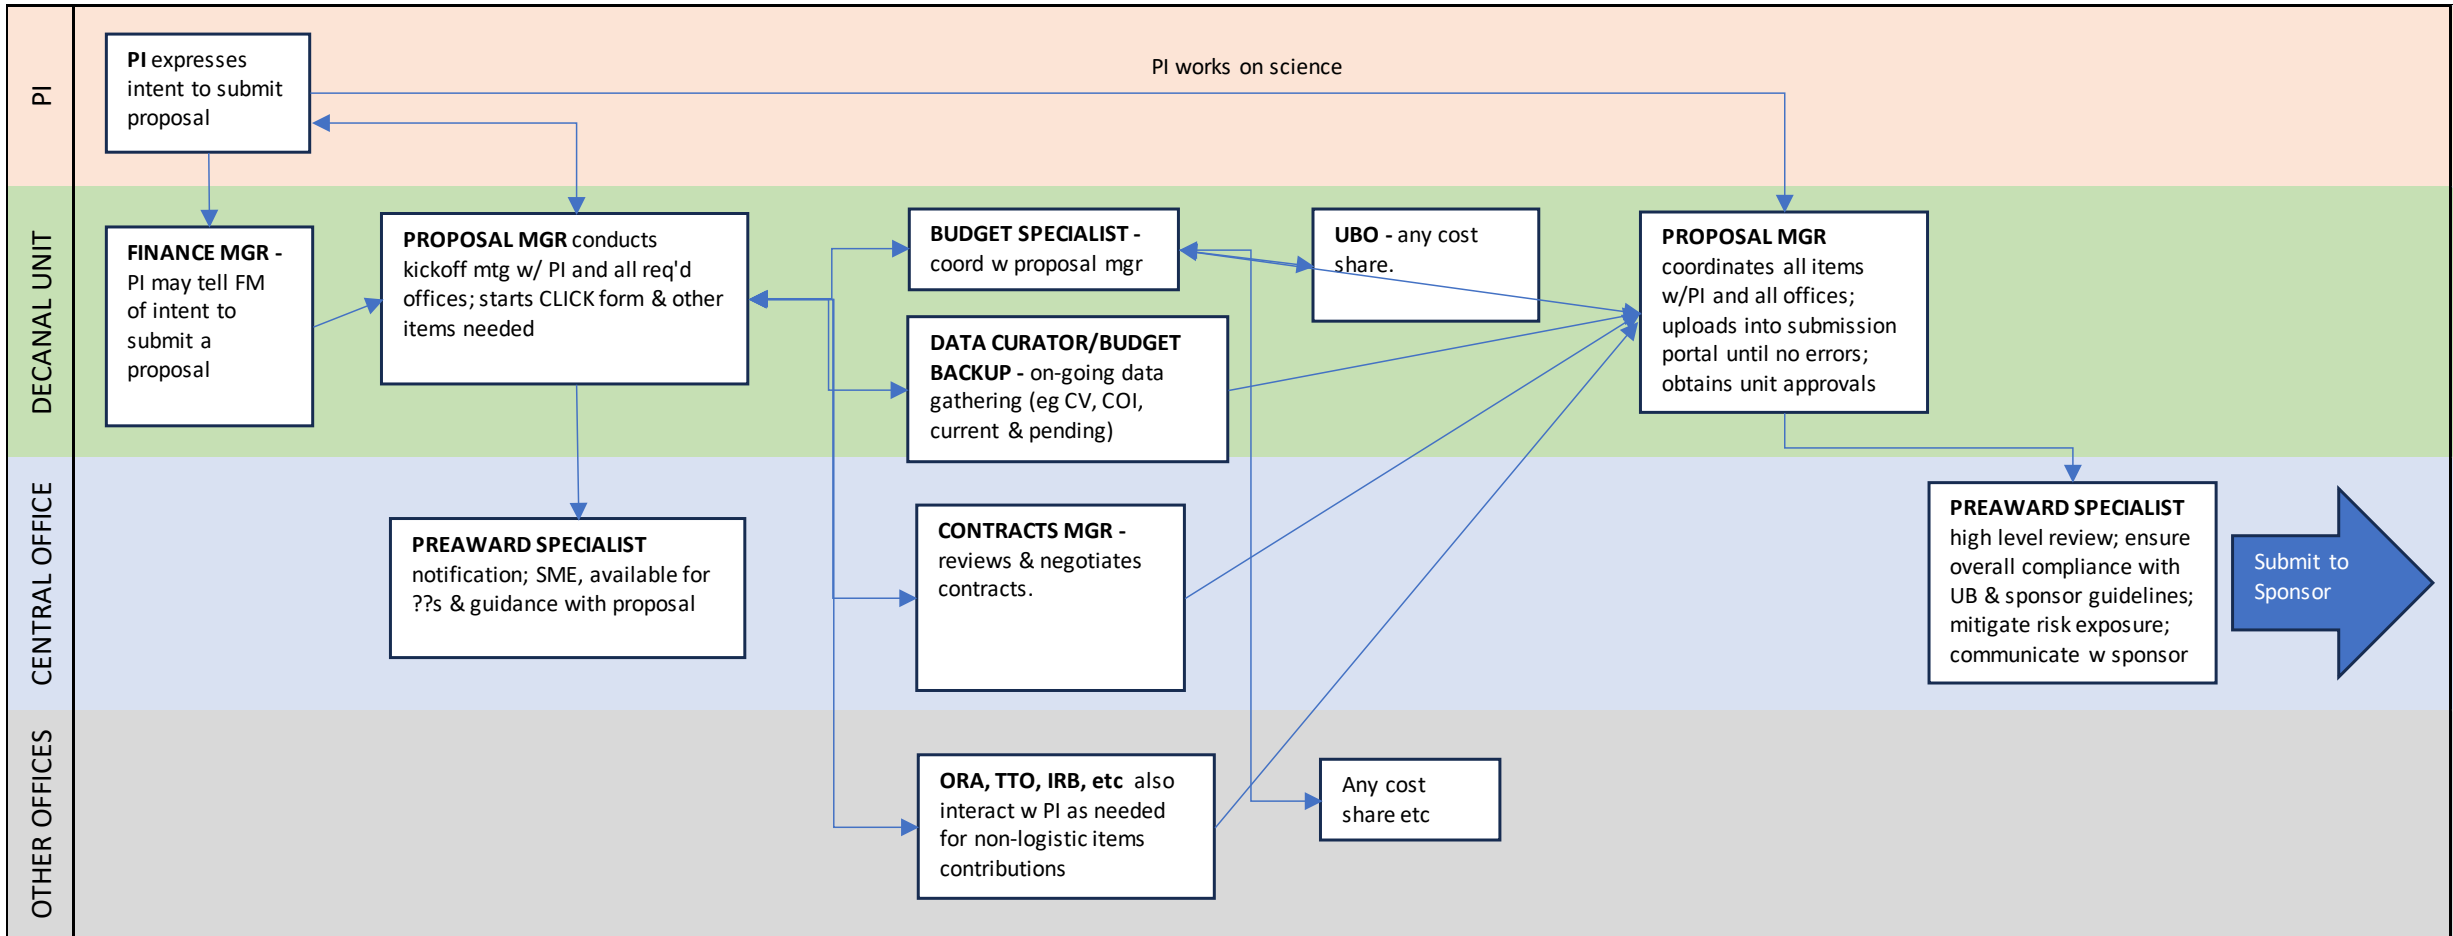 PI
PI expresses
intent to submit
proposal
PI works on science
DECANAL UNIT
FINANCE MGR -
PI may tell FM
of intent to
submit a
proposal
PROPOSAL MGR conducts
kickoff mtg w/ PI and all req'd
offices; starts CLICK form & other
items needed
BUDGET SPECIALIST -
coord w proposal mgr
DATA CURATOR/BUDGET
BACKUP - on-going data
gathering (eg CV, COI,
current & pending)
UBO - any cost
share.
PROPOSAL MGR
coordinates all items
w/PI and all offices;
uploads into submission
portal until no errors;
obtains unit approvals
CENTRAL OFFICE
PREAWARD SPECIALIST
notification; SME, available for
??s & guidance with proposal
CONTRACTS MGR -
reviews & negotiates
contracts.
PREAWARD SPECIALIST
high level review; ensure
overall compliance with
UB & sponsor guidelines;
mitigate risk exposure;
communicate w sponsor
Submit to
Sponsor
OTHER OFFICES
ORA, TTO, IRB, etc also
interact w PI as needed
for non-logistic items
contributions
Any cost
share etc